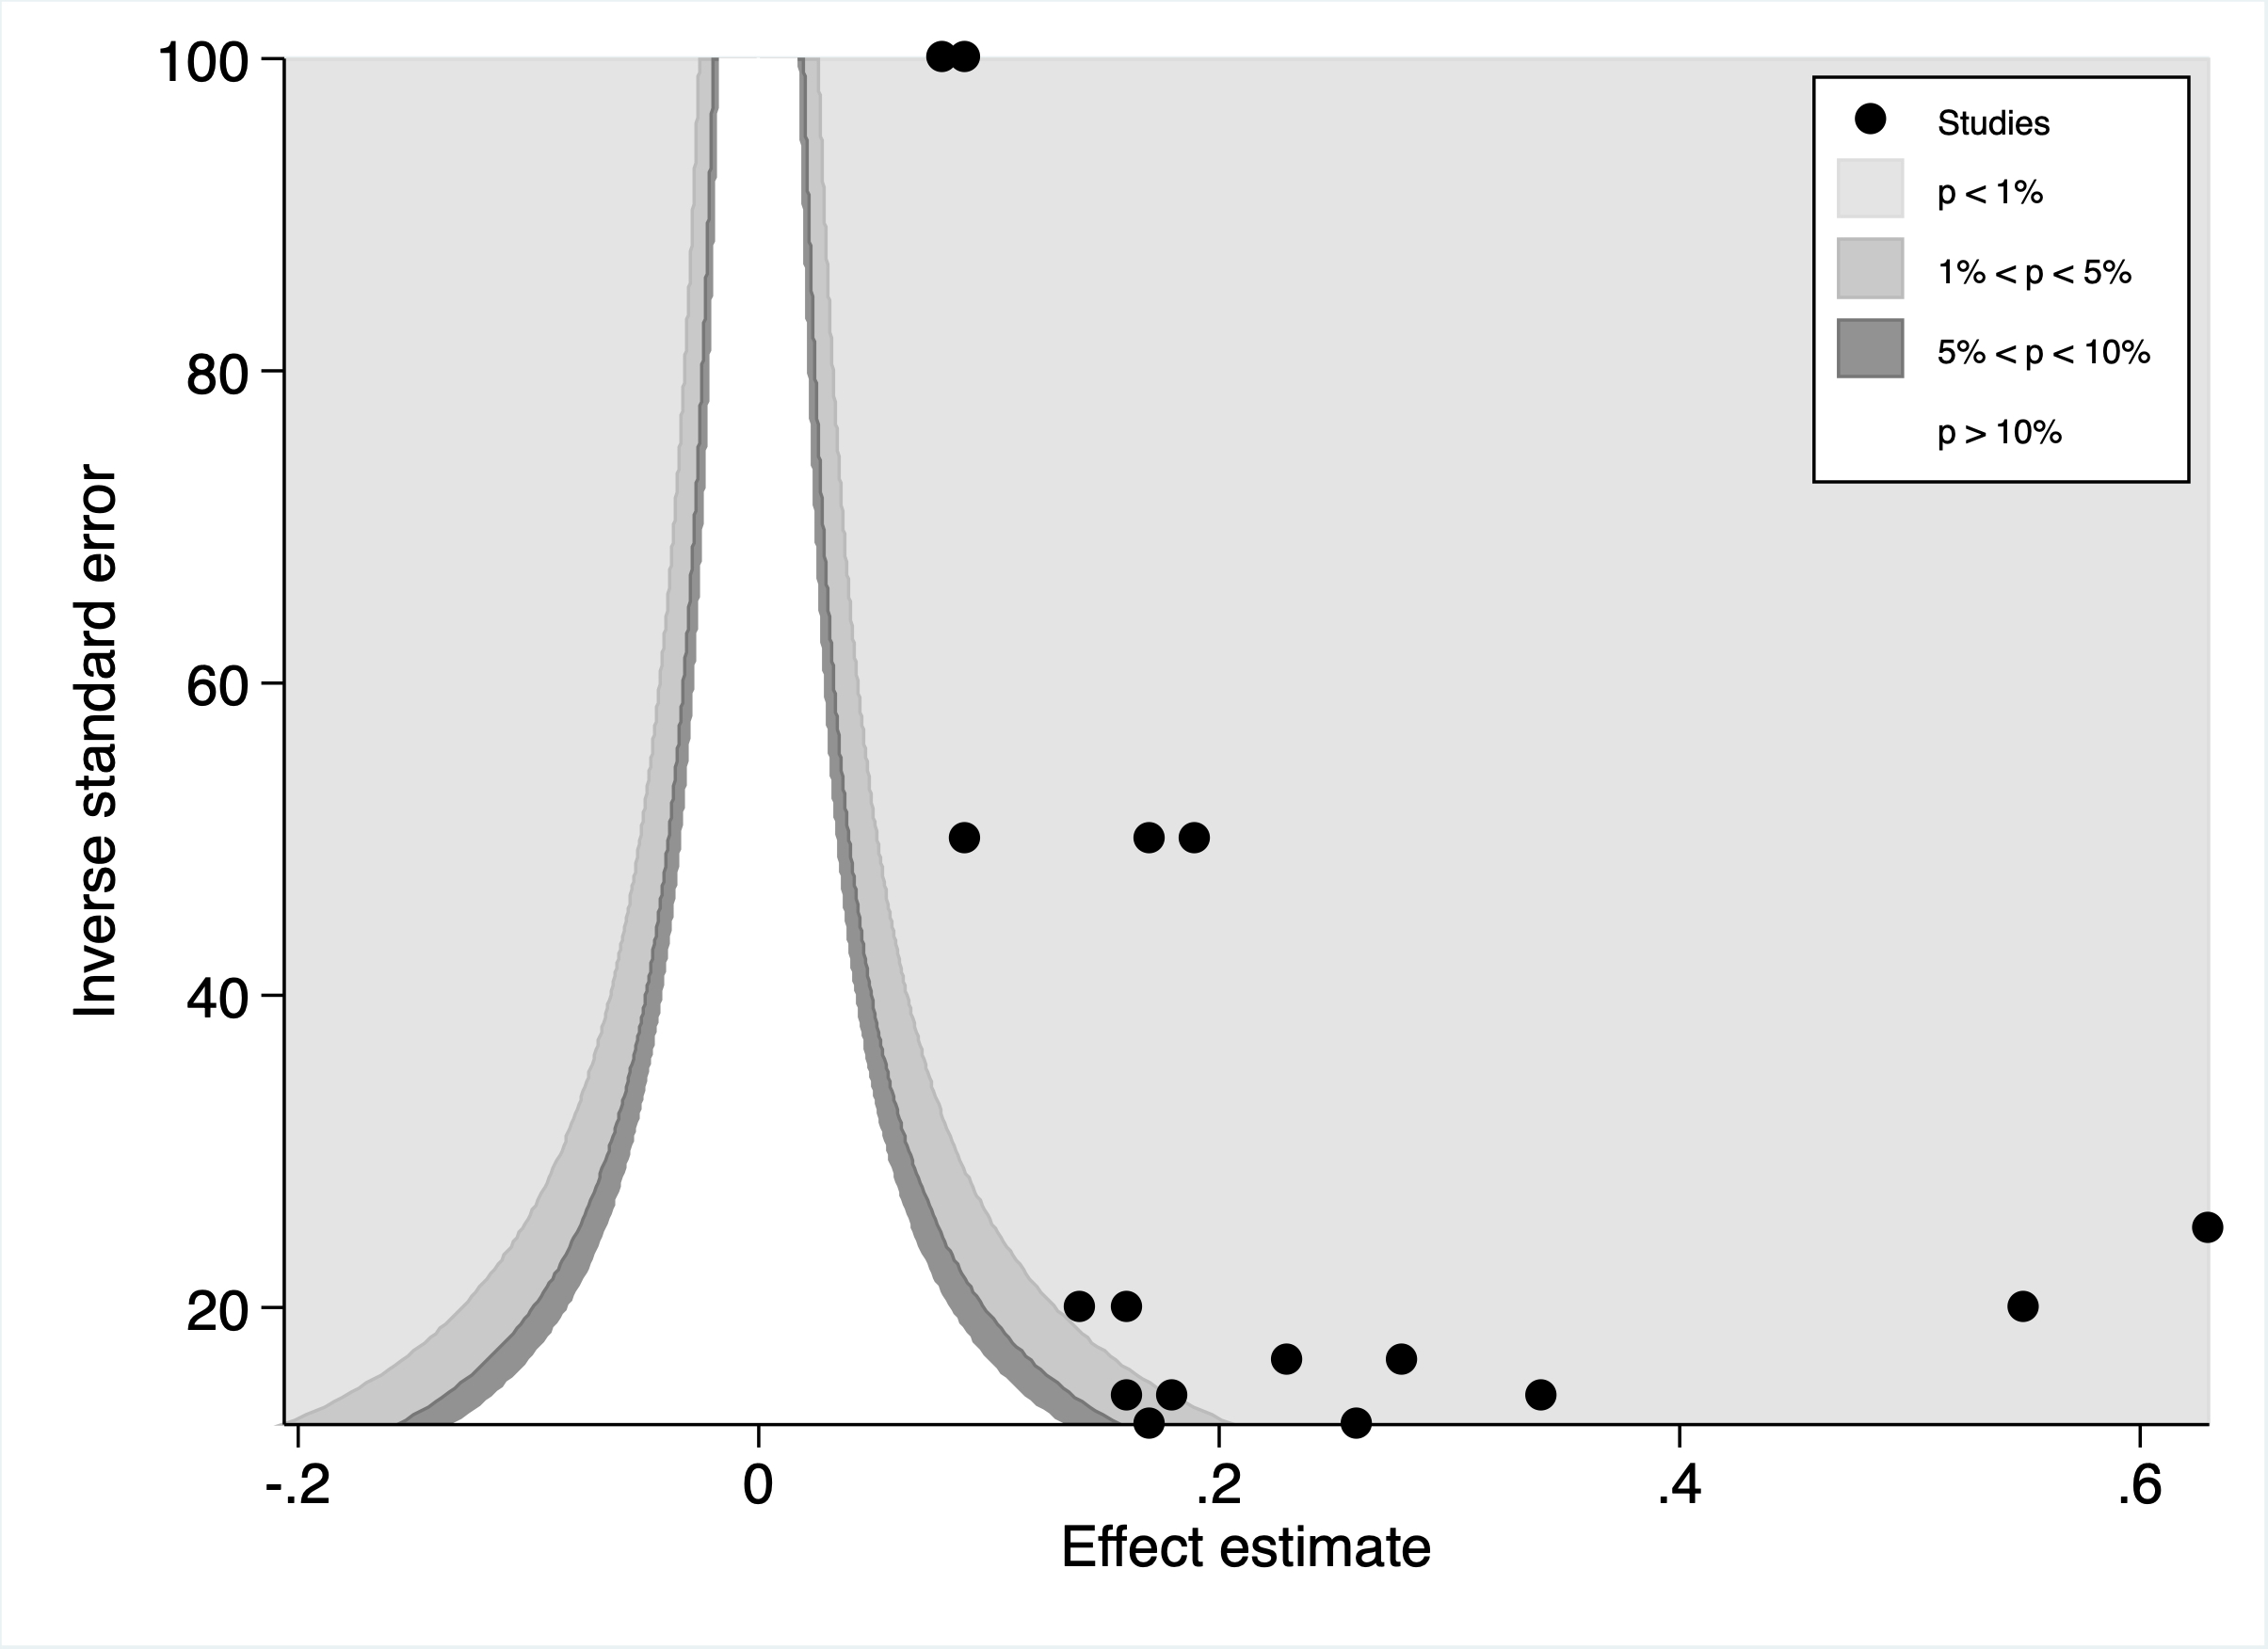 100
80
60
40
20
Inverse standard error
-.2
0
.2
.4
.6
Effect estimate
Studies
p < 1%
1% < p < 5%
5% < p < 10%
p > 10%